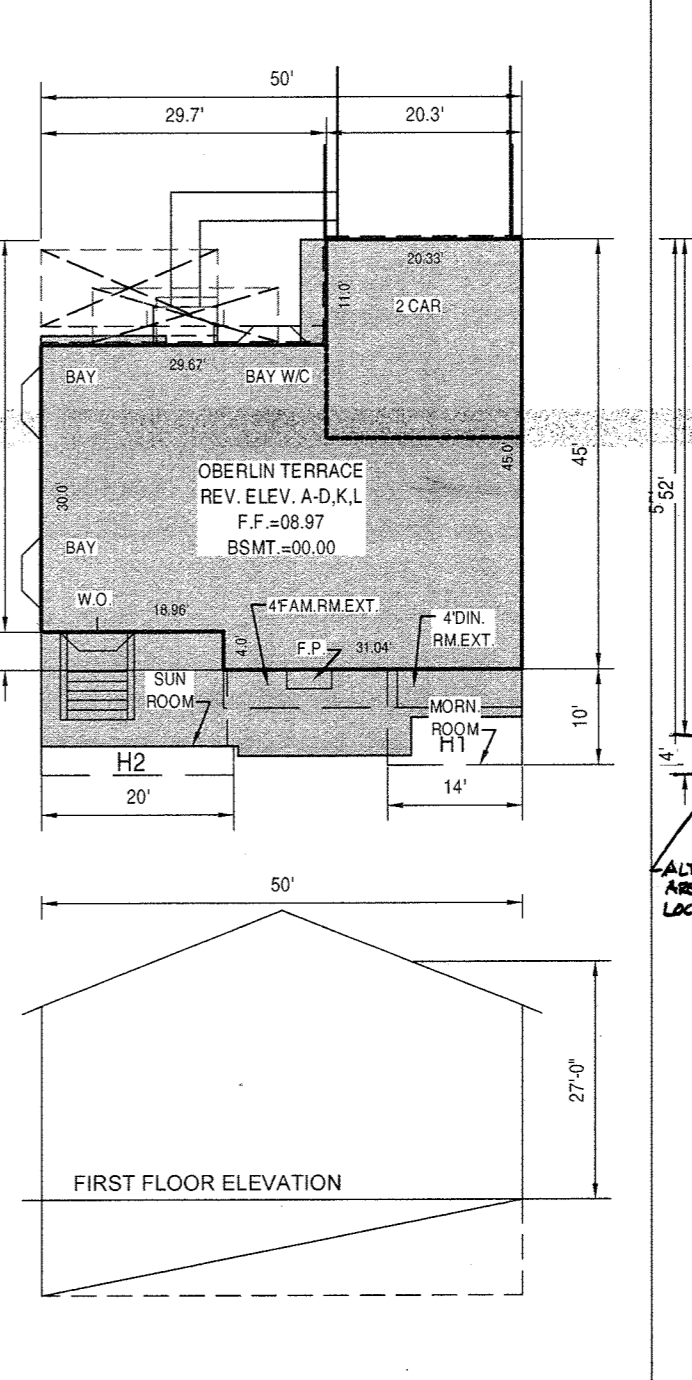 50'
29.7'
20.3'
20.33'
11.0'
2 CAR
29.67'
BAY
BAY W/C
OBERLIN TERRACE
REV. ELEV. A-D,K,L
F.F.=08.97
BSMT.=00.00
30.0
45.0'
45'
52'
BAY
W.O.
18.96'
4'FAM.RM.EXT.
4'DIN.
RM.EXT.
4.0'
F.P.
31.04'
SUN
ROOM
MORN.
ROOM
H1
H2
10'
4'
20'
14'
50'
27'-0"
FIRST FLOOR ELEVATION